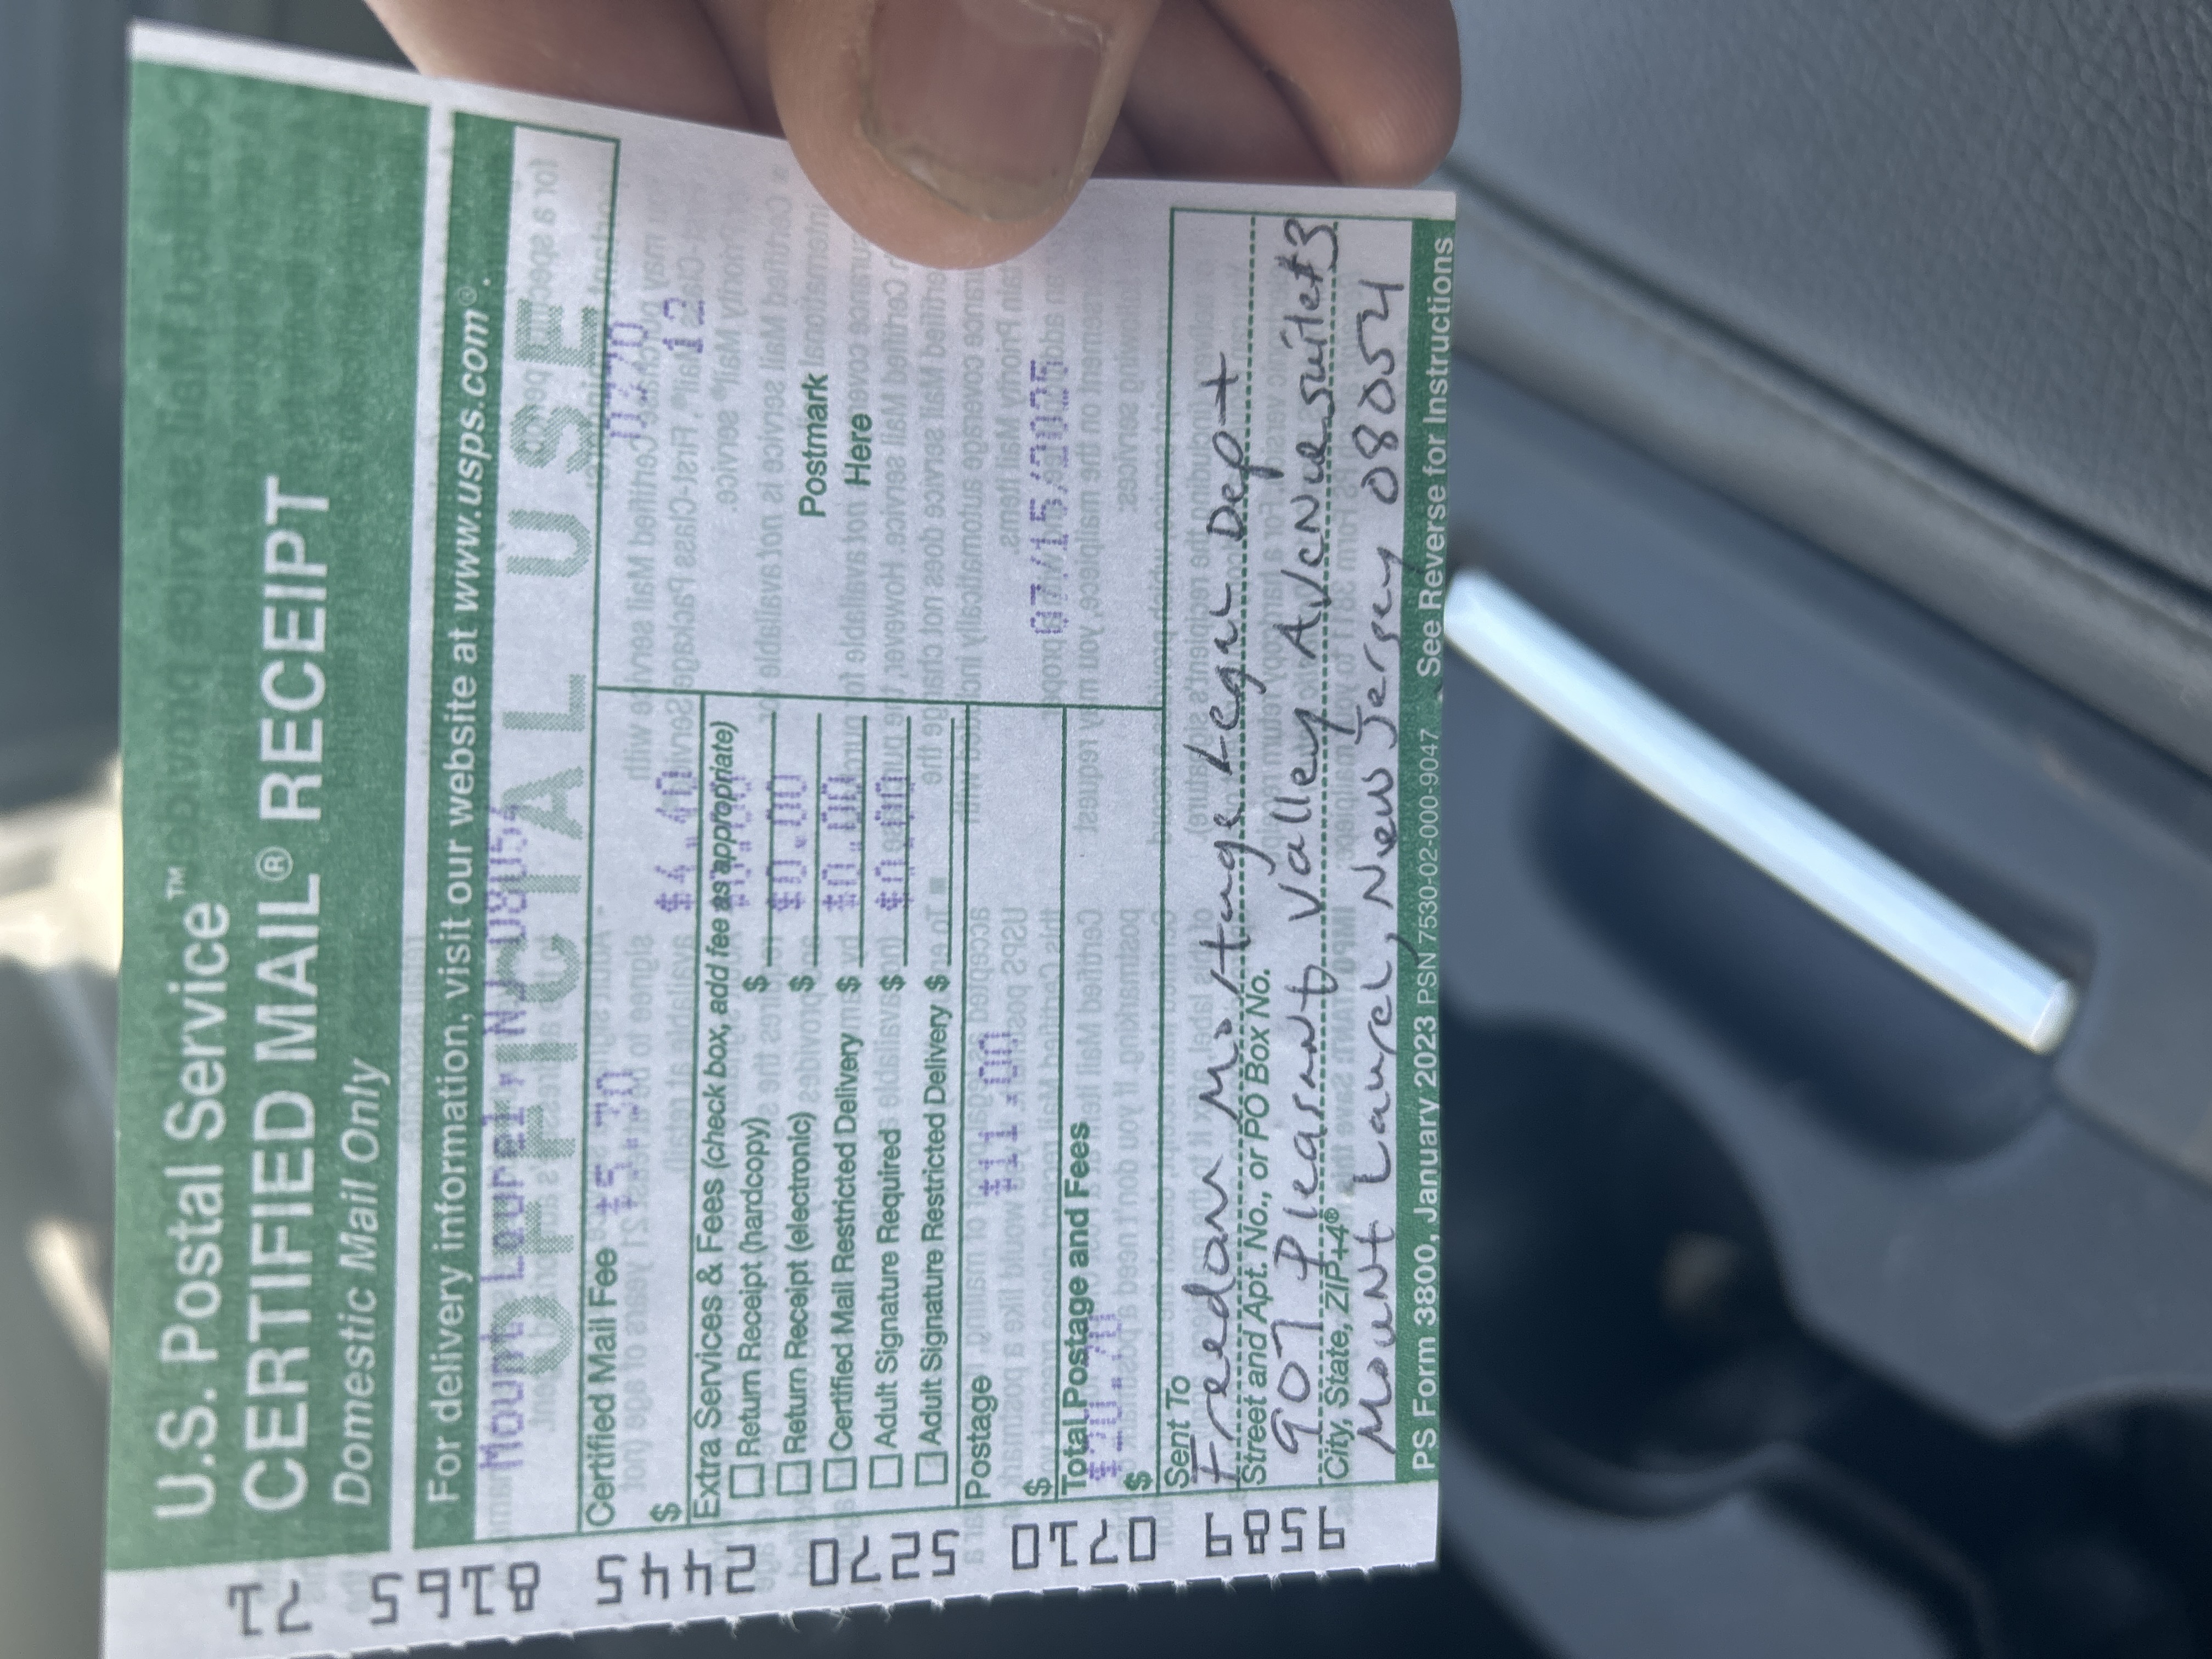 U.S. Postal Service™
CERTIFIED MAIL® RECEIPT
Domestic Mail Only
For delivery information, visit our website at www.usps.com®.
Mount Laurel, NJ 08054
OFFICIAL USE
Certified Mail Fee $5.30
$
$4.40
0270
12
Extra Services & Fees (check box, add fee as appropriate)
$0.00
Return Receipt (hardcopy) $
Return Receipt (electronic) $ $0.00
Certified Mail Restricted Delivery $ $0.00
Adult Signature Required $ $0.00
Adult Signature Restricted Delivery $
Postmark
Here
Postage
$11.00
$
07/15/2025
Total Postage and Fees
$20.70
$
Sent To
Freedom Mortgage Legal Dept
Street and Apt. No., or PO Box No.
907 Pleasant Valley Avenue suite#3
City, State, ZIP+4®
Mount Laurel, New Jersey 08054
PS Form 3800, January 2023 PSN 7530-02-000-9047 See Reverse for Instructions
9589 0710 5270 2445 8165 71